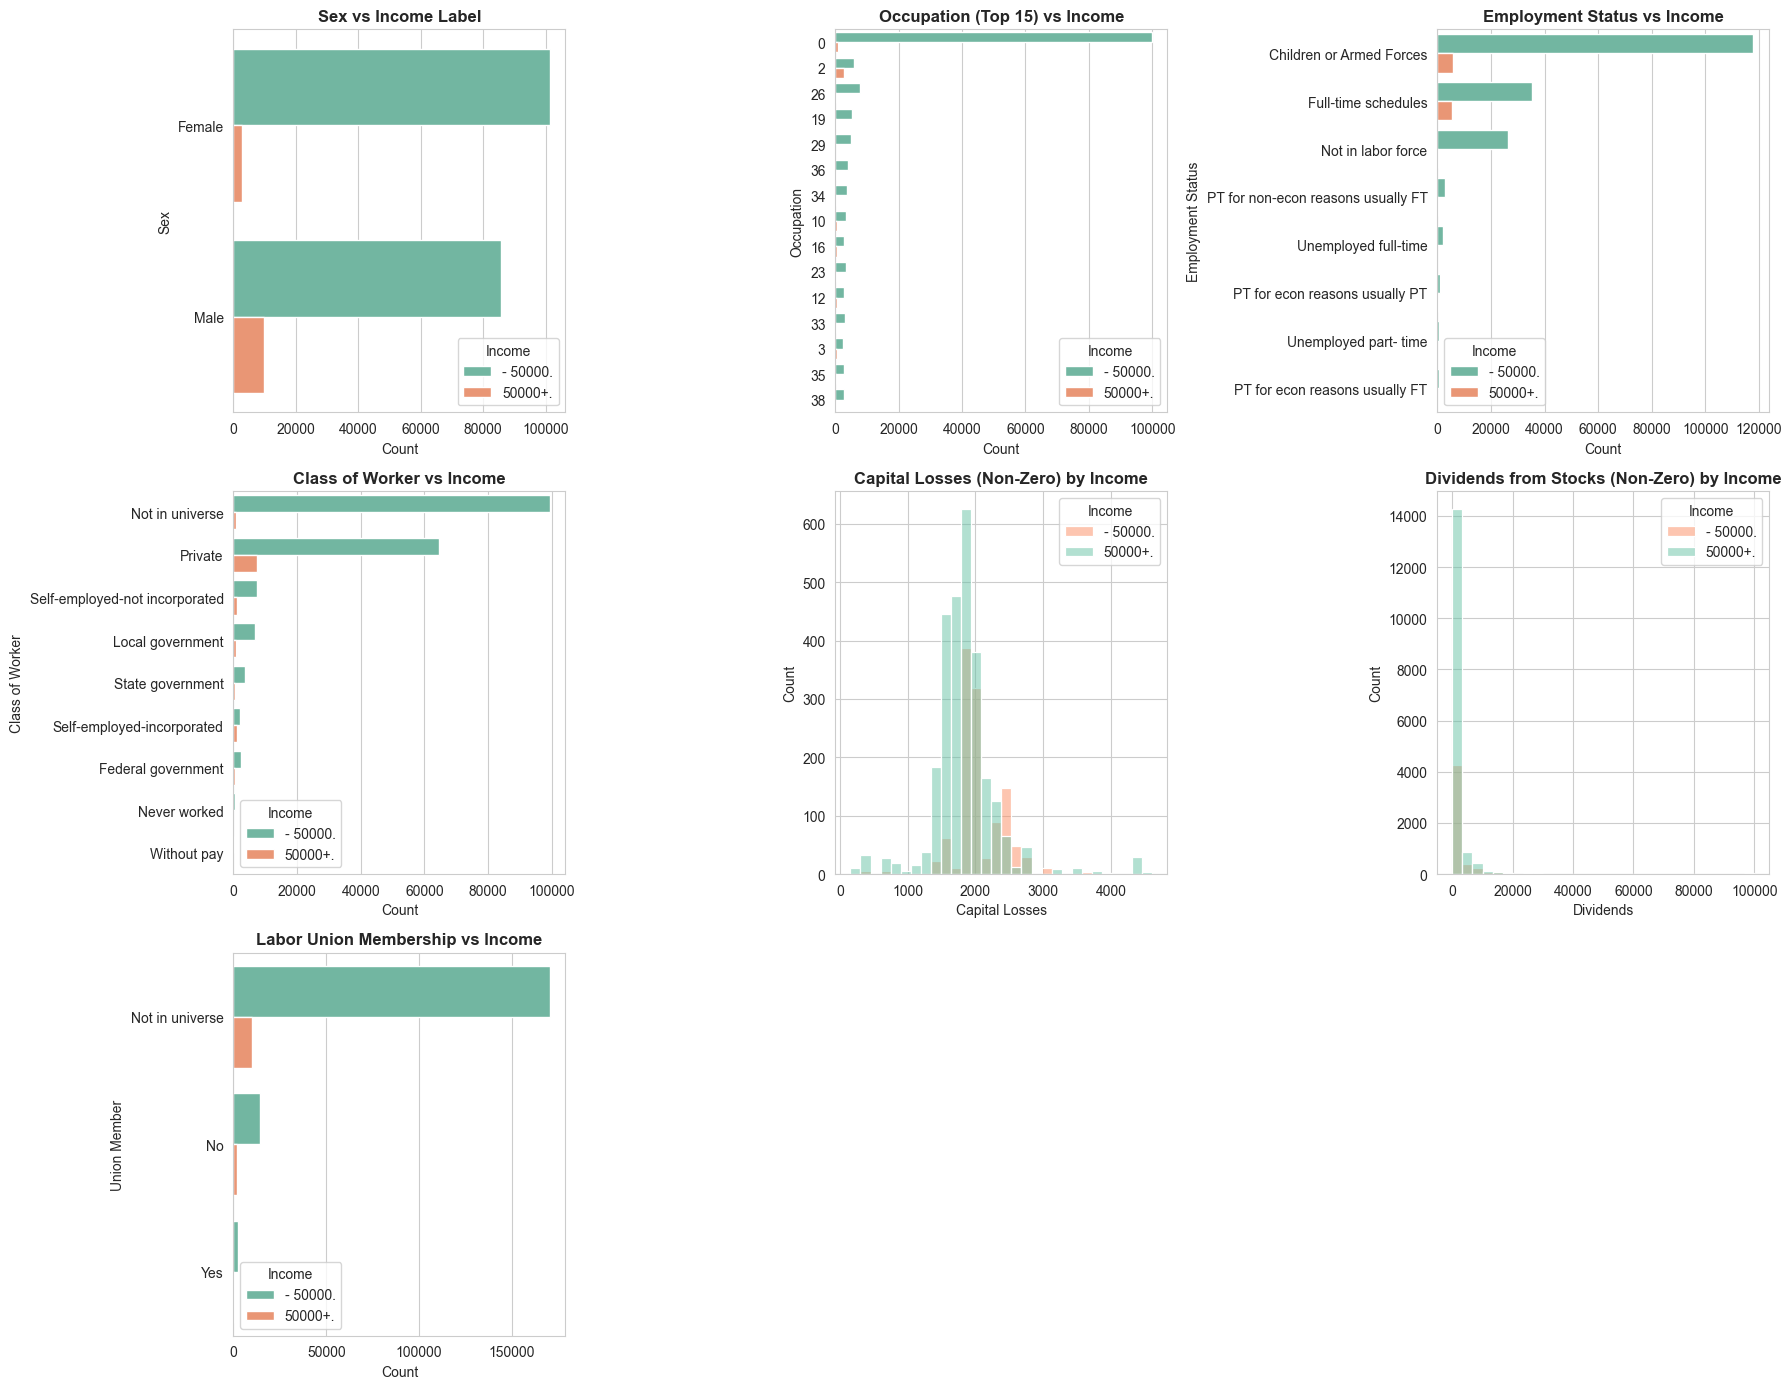 Sex vs Income Label
Female
Male
Sex
0 20000 40000 60000 80000 100000
Count
Income
- 50000.
50000+.
Occupation (Top 15) vs Income
0
2
26
19
29
36
34
10
16
23
12
33
3
35
38
Occupation
0 20000 40000 60000 80000 100000
Count
Income
- 50000.
50000+.
Employment Status vs Income
Children or Armed Forces
Full-time schedules
Not in labor force
PT for non-econ reasons usually FT
Unemployed full-time
PT for econ reasons usually PT
Unemployed part- time
PT for econ reasons usually FT
Employment Status
0 20000 40000 60000 80000 100000 120000
Count
Income
- 50000.
50000+.
Class of Worker vs Income
Not in universe
Private
Self-employed-not incorporated
Local government
State government
Self-employed-incorporated
Federal government
Never worked
Without pay
Class of Worker
0 20000 40000 60000 80000 100000
Count
Income
- 50000.
50000+.
Capital Losses (Non-Zero) by Income
600
500
400
300
200
100
0
Count
0 1000 2000 3000 4000
Capital Losses
Income
- 50000.
50000+.
Dividends from Stocks (Non-Zero) by Income
14000
12000
10000
8000
6000
4000
2000
0
Count
0 20000 40000 60000 80000 100000
Dividends
Income
- 50000.
50000+.
Labor Union Membership vs Income
Not in universe
No
Yes
Union Member
0 50000 100000 150000
Count
Income
- 50000.
50000+.